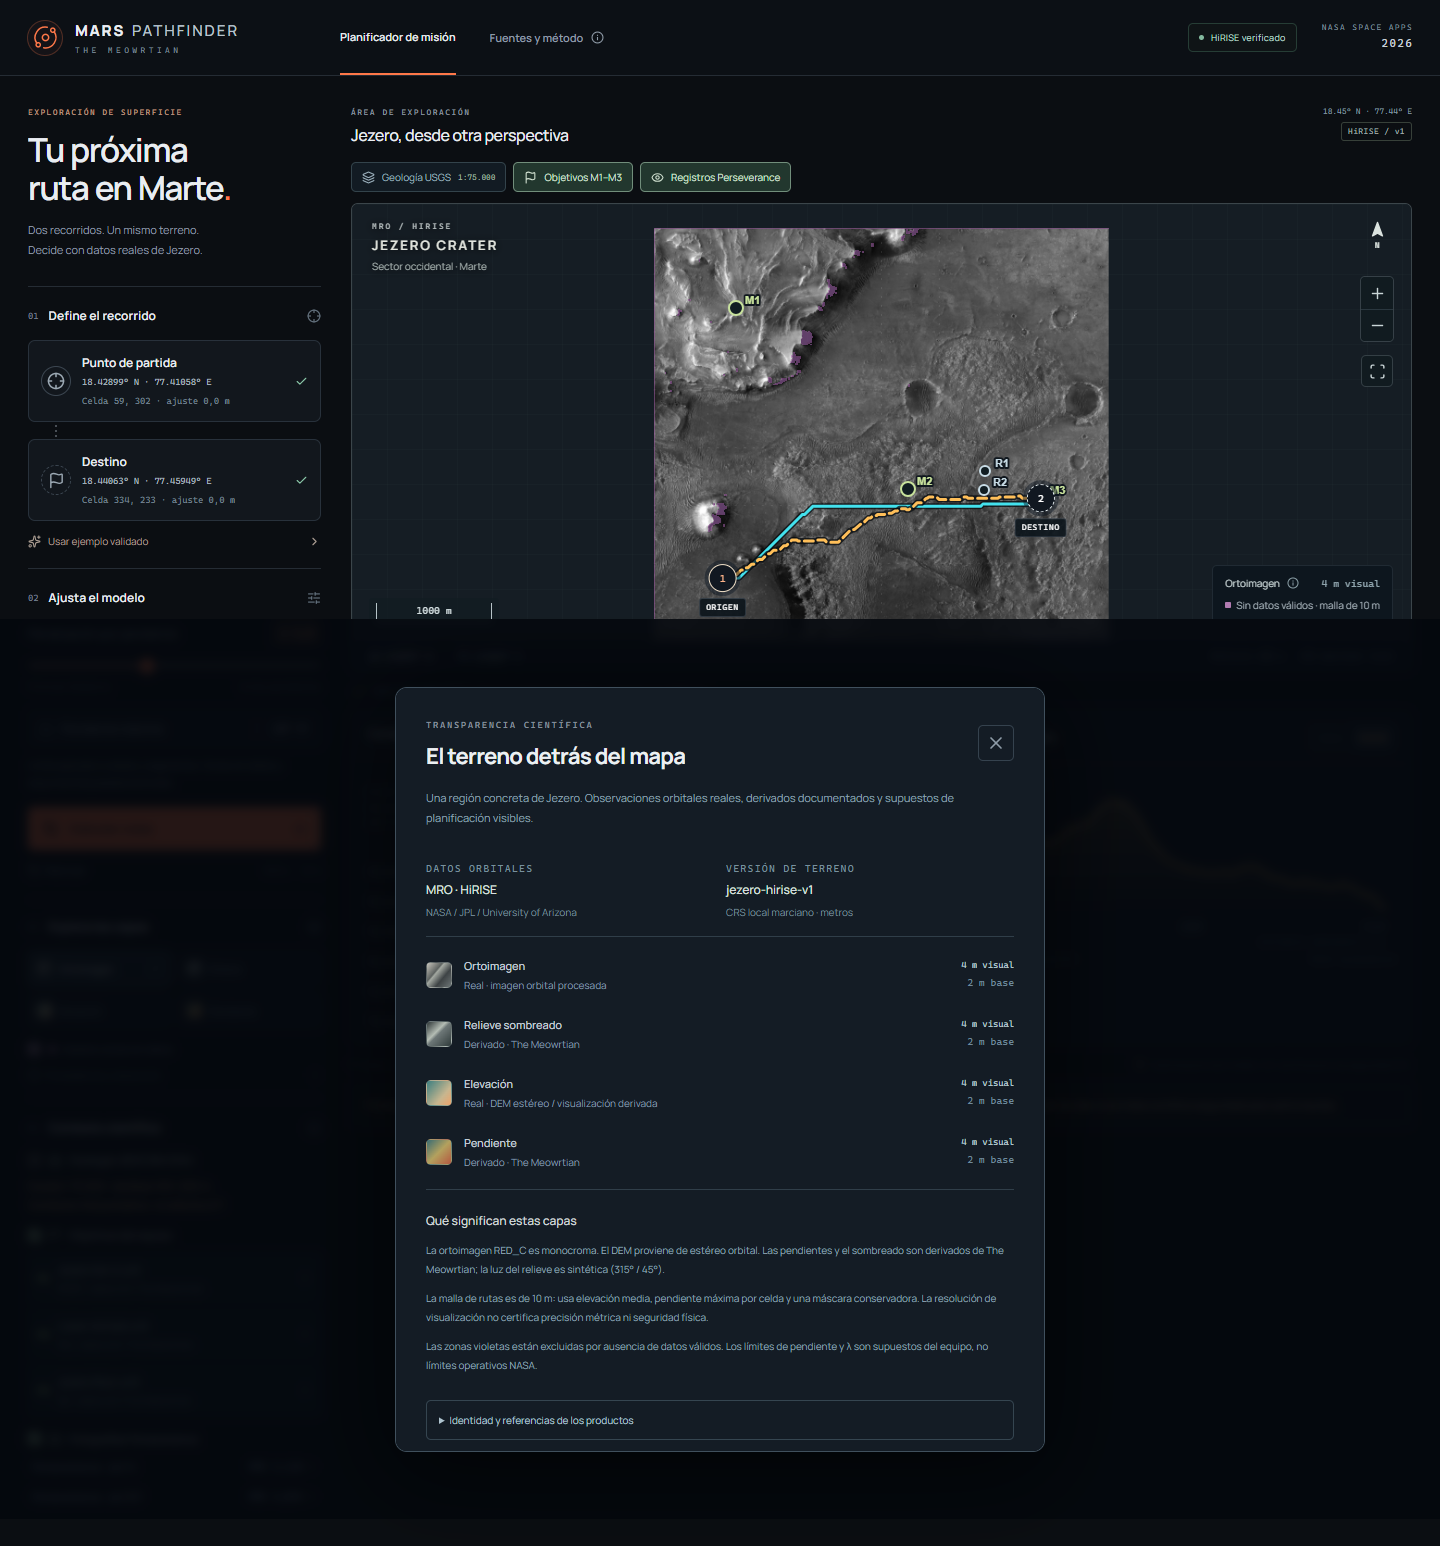 MARS PATHFINDER
THE MEOWRTIAN
Planificador de misión
Fuentes y método
HiRISE verificado
NASA SPACE APPS
2026
EXPLORACIÓN DE SUPERFICIE
Tu próxima
ruta en Marte.
Dos recorridos. Un mismo terreno.
Decide con datos reales de Jezero.
01 Define el recorrido
Punto de partida
18.42899° N · 77.41058° E
Celda 59, 302 · ajuste 0,0 m
Destino
18.44063° N · 77.45949° E
Celda 334, 233 · ajuste 0,0 m
Usar ejemplo validado
02 Ajusta el modelo
ÁREA DE EXPLORACIÓN
Jezero, desde otra perspectiva
18.45° N · 77.44° E
HiRISE / v1
Geología USGS 1:75.000
Objetivos M1–M3
Registros Perseverance
MRO / HIRISE
JEZERO CRATER
Sector occidental · Marte
N
M1
R1
M2
R2
2
M3
DESTINO
1
ORIGEN
1000 m
Ortoimagen 4 m visual
Sin datos válidos · malla de 10 m
TRANSPARENCIA CIENTÍFICA
El terreno detrás del mapa
Una región concreta de Jezero. Observaciones orbitales reales, derivados documentados y supuestos de
planificación visibles.
DATOS ORBITALES
MRO · HiRISE
NASA / JPL / University of Arizona
VERSIÓN DE TERRENO
jezero-hirise-v1
CRS local marciano · metros
Ortoimagen
Real · imagen orbital procesada
4 m visual
2 m base
Relieve sombreado
Derivado · The Meowrtian
4 m visual
2 m base
Elevación
Real · DEM estéreo / visualización derivada
4 m visual
2 m base
Pendiente
Derivado · The Meowrtian
4 m visual
2 m base
Qué significan estas capas
La ortoimagen RED_C es monocroma. El DEM proviene de estéreo orbital. Las pendientes y el sombreado son derivados de The
Meowrtian; la luz del relieve es sintética (315° / 45°).
La malla de rutas es de 10 m: usa elevación media, pendiente máxima por celda y una máscara conservadora. La resolución de
visualización no certifica precisión métrica ni seguridad física.
Las zonas violetas están excluidas por ausencia de datos válidos. Los límites de pendiente y λ son supuestos del equipo, no
límites operativos NASA.
Identidad y referencias de los productos